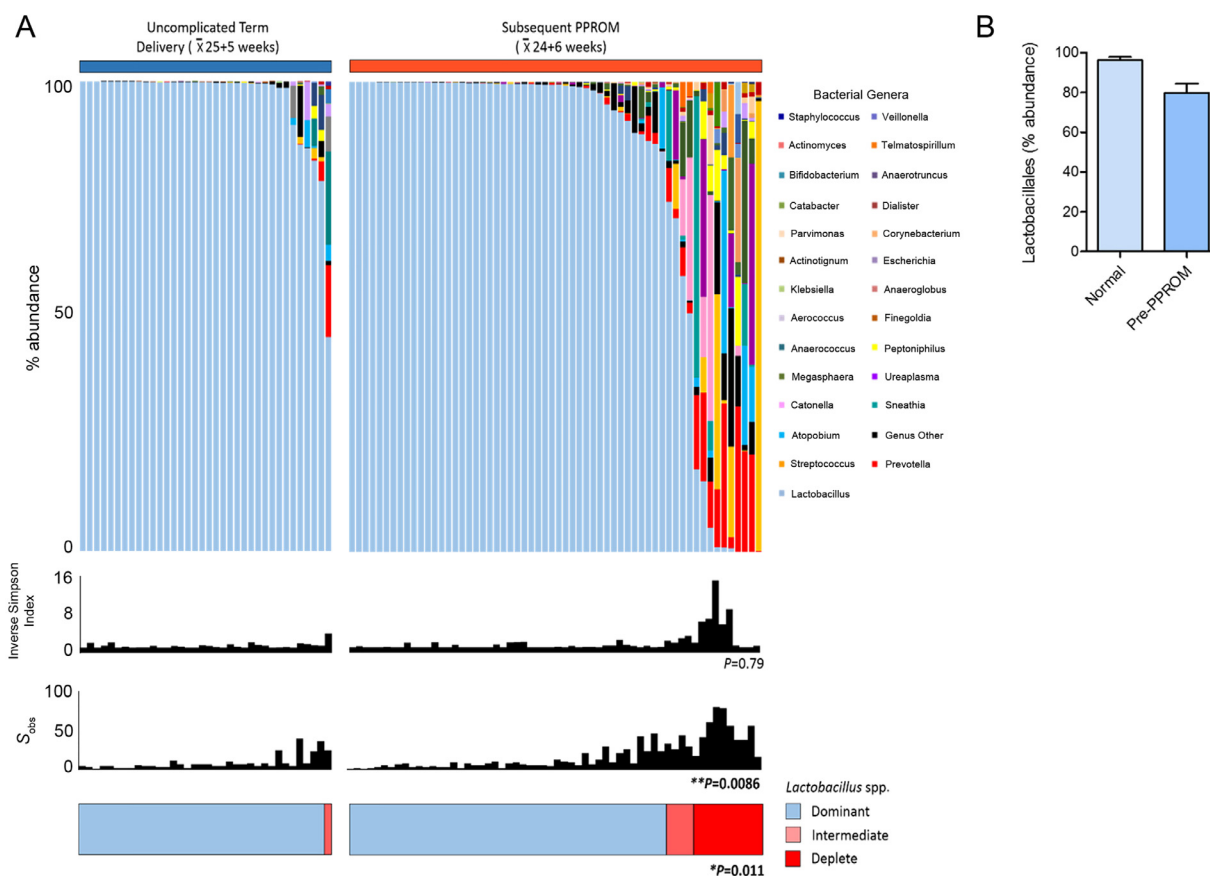 A
Uncomplicated Term
Delivery ( x̄ 25+5 weeks)
Subsequent PPROM
( x̄ 24+6 weeks)
100
50
0
% abundance
Bacterial Genera
Staphylococcus
Veillonella
Actinomyces
Telmatospirillum
Bifidobacterium
Anaerotruncus
Catabacter
Dialister
Parvimonas
Corynebacterium
Actinotignum
Escherichia
Klebsiella
Anaeroglobus
Aerococcus
Finegoldia
Anaerococcus
Peptoniphilus
Megasphaera
Ureaplasma
Catonella
Sneathia
Atopobium
Genus Other
Streptococcus
Prevotella
Lactobacillus
Inverse Simpson
Index
16
8
0
P=0.79
Sobs
100
50
0
**P=0.0086
Lactobacillus spp.
Dominant
Intermediate
Deplete
*P=0.011
B
Lactobacillales (% abundance)
100
80
60
40
20
0
Normal
Pre-PPROM